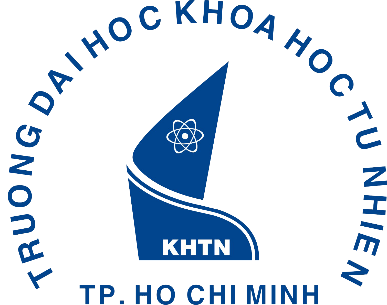 TRUONG DAI HOC KHOA HOC TU NHIEN
KHTN
TP. HO CHI MINH